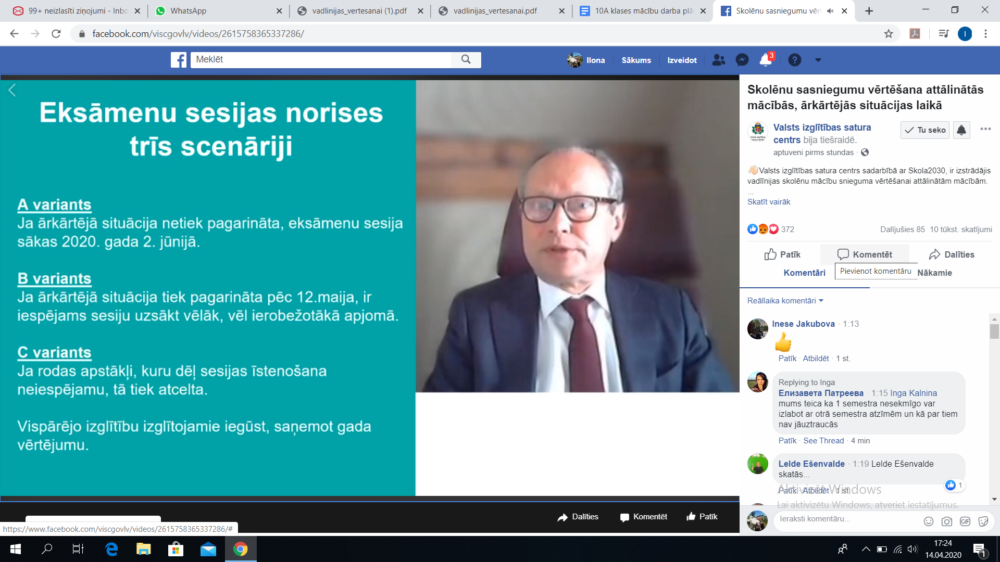 99+ neizlasīti ziņojumi - Inbo
WhatsApp
vadlinijas_vertesanai (1).pdf
vadlinijas_vertesanai.pdf
10A klases mācību darba plā
Skolēnu sasniegumu vērt
facebook.com/viscgovlv/videos/2615758365337286/
I
Meklēt
Ilona
Sākums
Izveidot
3
Eksāmenu sesijas norises
trīs scenāriji
A variants
Ja ārkārtējā situācija netiek pagarināta, eksāmenu sesija
sākas 2020. gada 2. jūnijā.
B variants
Ja ārkārtējā situācija tiek pagarināta pēc 12.maija, ir
iespējams sesiju uzsākt vēlāk, vēl ierobežotākā apjomā.
C variants
Ja rodas apstākļi, kuru dēļ sesijas īstenošana
neiespējamu, tā tiek atcelta.
Vispārējo izglītību izglītojamie iegūst, saņemot gada
vērtējumu.
Dalīties
Komentēt
Patīk
https://www.facebook.com/viscgovlv/videos/2615758365337286/#
Skolēnu sasniegumu vērtēšana attālinātās
mācībās, ārkārtējās situācijas laikā
Valsts izglītības satura
centrs bija tiešraidē.
aptuveni pirms stundas ·
Tu seko
Valsts izglītības satura centrs sadarbībā ar Skola2030, ir izstrādājis
vadlīnijas skolēnu mācību snieguma vērtēšanai attālinātām mācībām.
...
Skatīt vairāk
372
Dalījušies 85 10 tūkst. skatījumi
Patīk
Komentēt
Dalīties
Komentāri
Pievienot komentāru
Nākamie
Reāllaika komentāri
Inese Jakubova · 1:13
Patīk · Atbildēt · 1 st.
Replying to Inga
Елизавета Патреева · 1:15 Inga Kalnina
mums teica ka 1 semestra nesekmīgo var
izlabot ar otrā semestra atzīmēm un kā par tiem
nav jāuztraucās
Patīk · See Thread · 4 min
Lelde Ešenvalde · 1:19 Lelde Ešenvalde
skatās...
1
Patīk · Atbildēt · 1 st.
Aktivizēt Windows
Lai aktivizētu Windows, atveriet iestatījumus.
Ieraksti komentāru...
GIF
17:24
14.04.2020
1